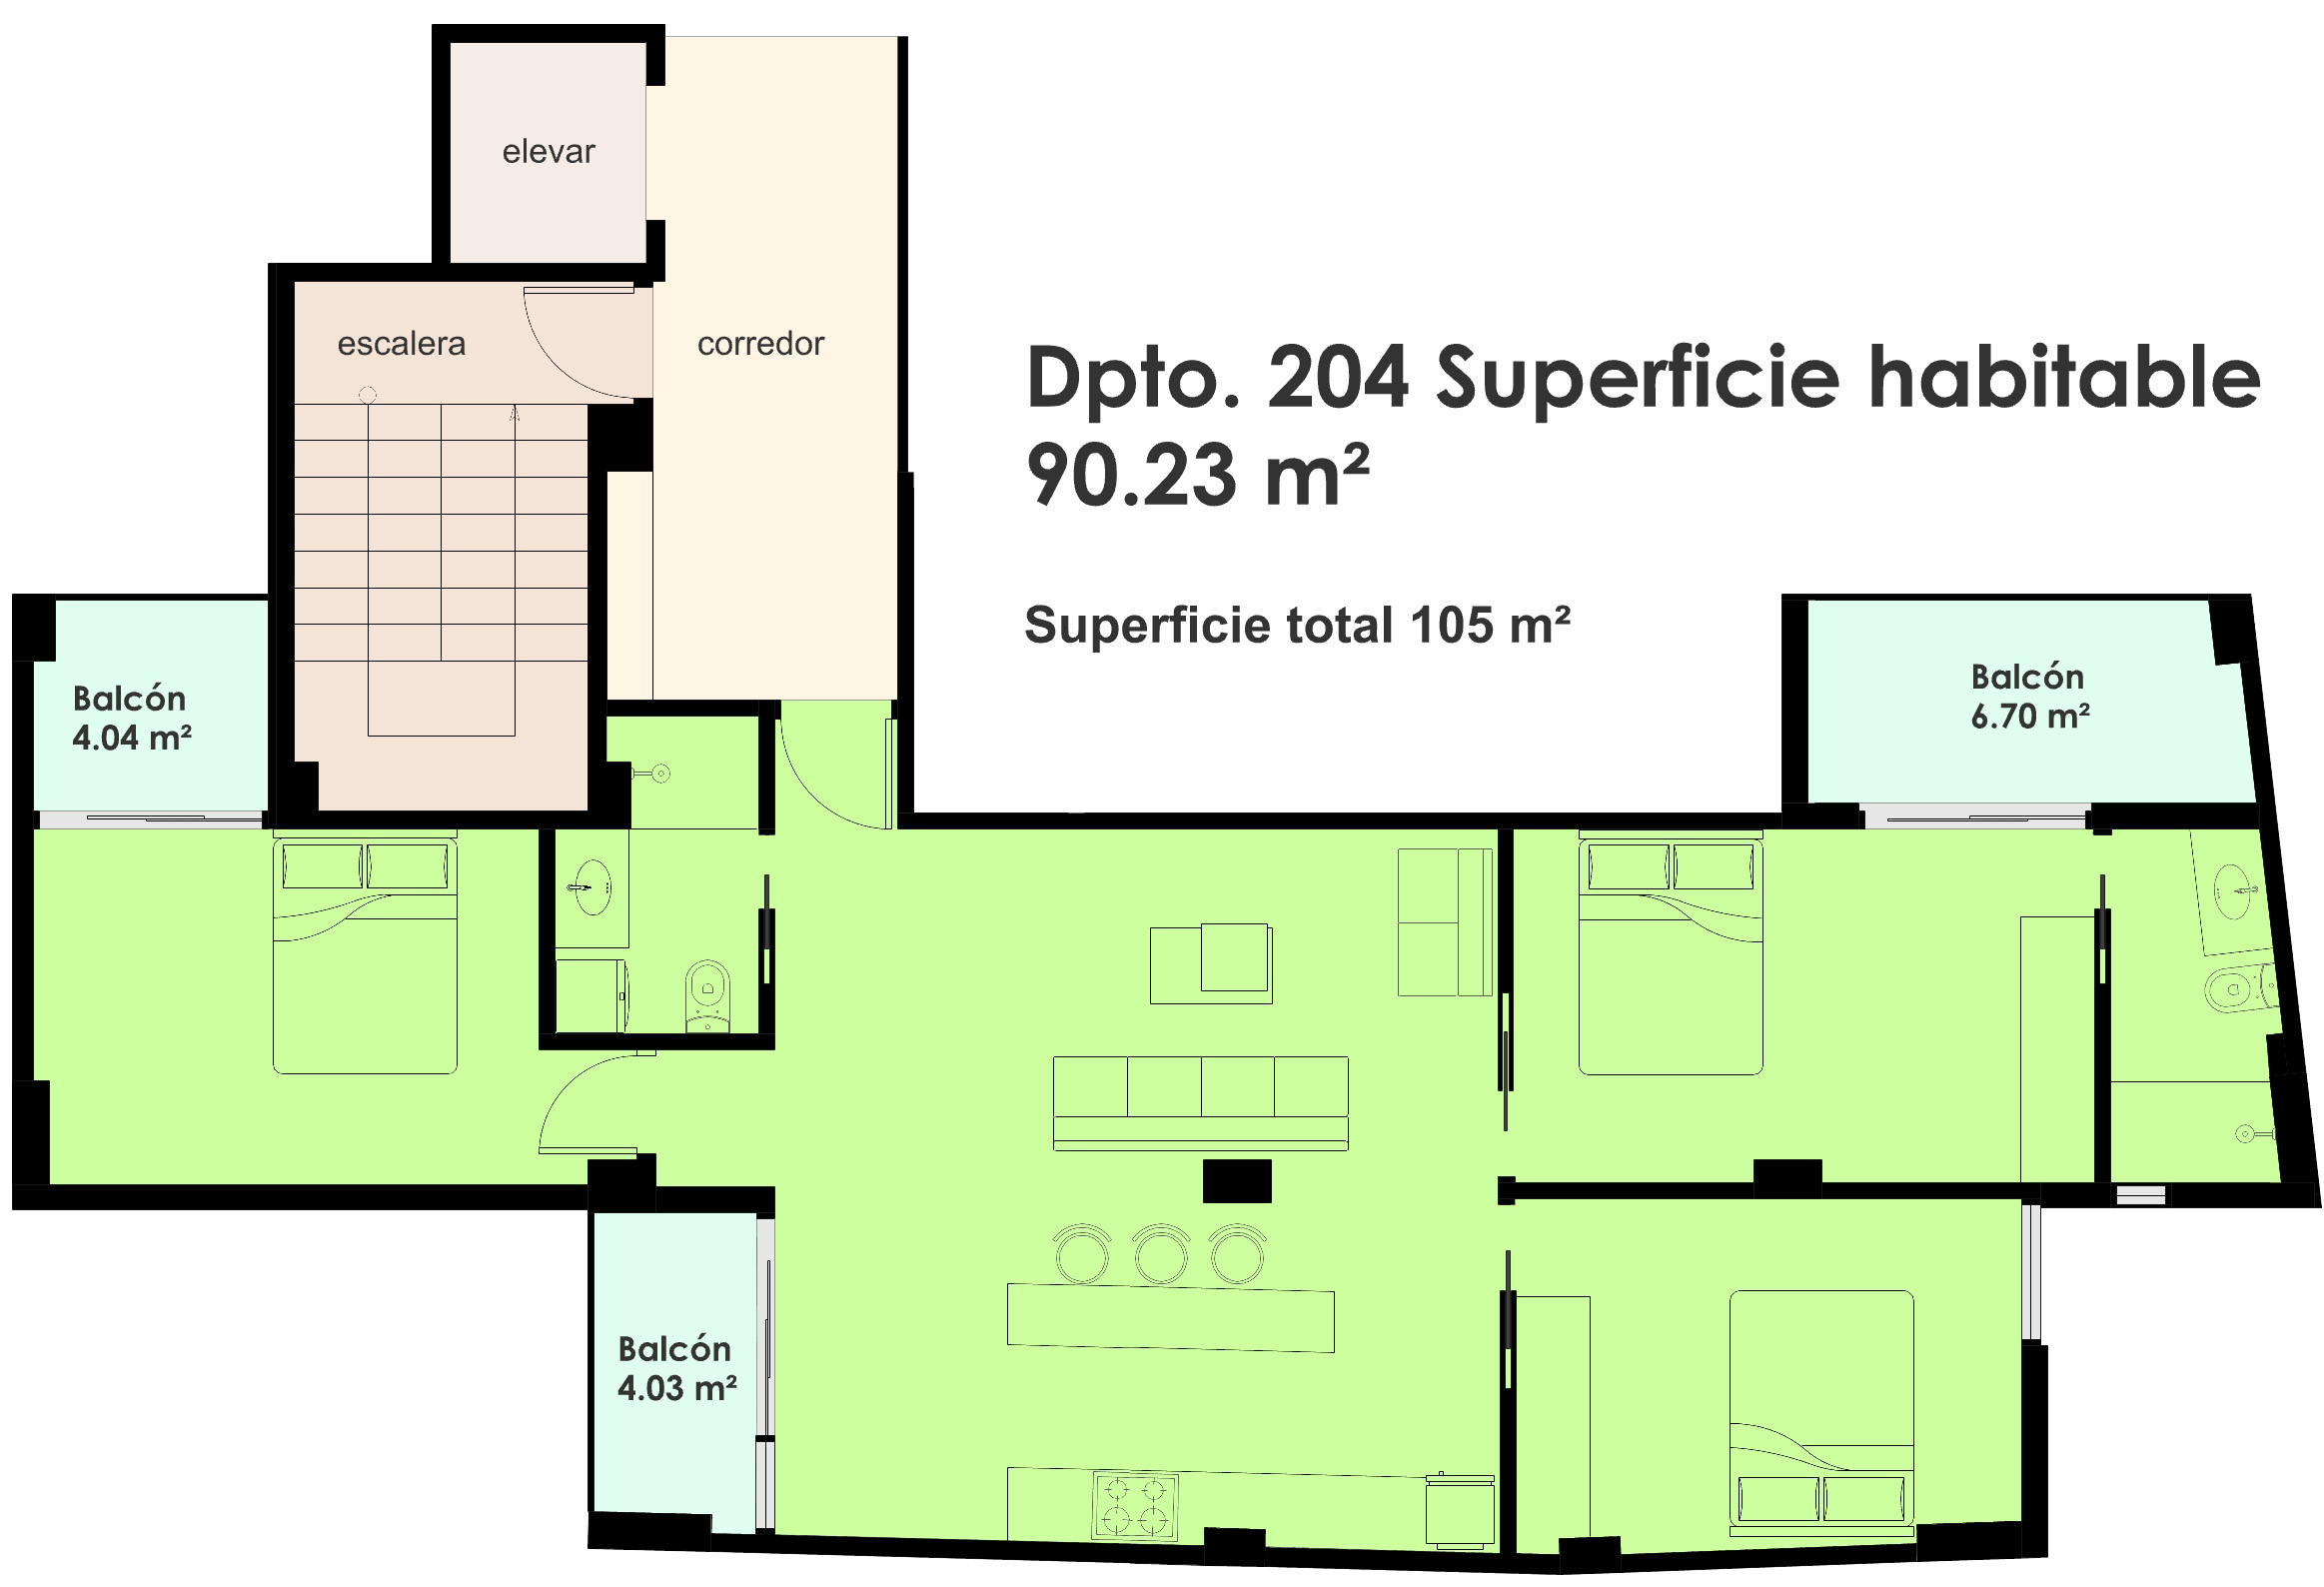 elevar
escalera
corredor
Dpto. 204 Superficie habitable
90.23 m²
Superficie total 105 m²
Balcón
4.04 m²
Balcón
6.70 m²
Balcón
4.03 m²